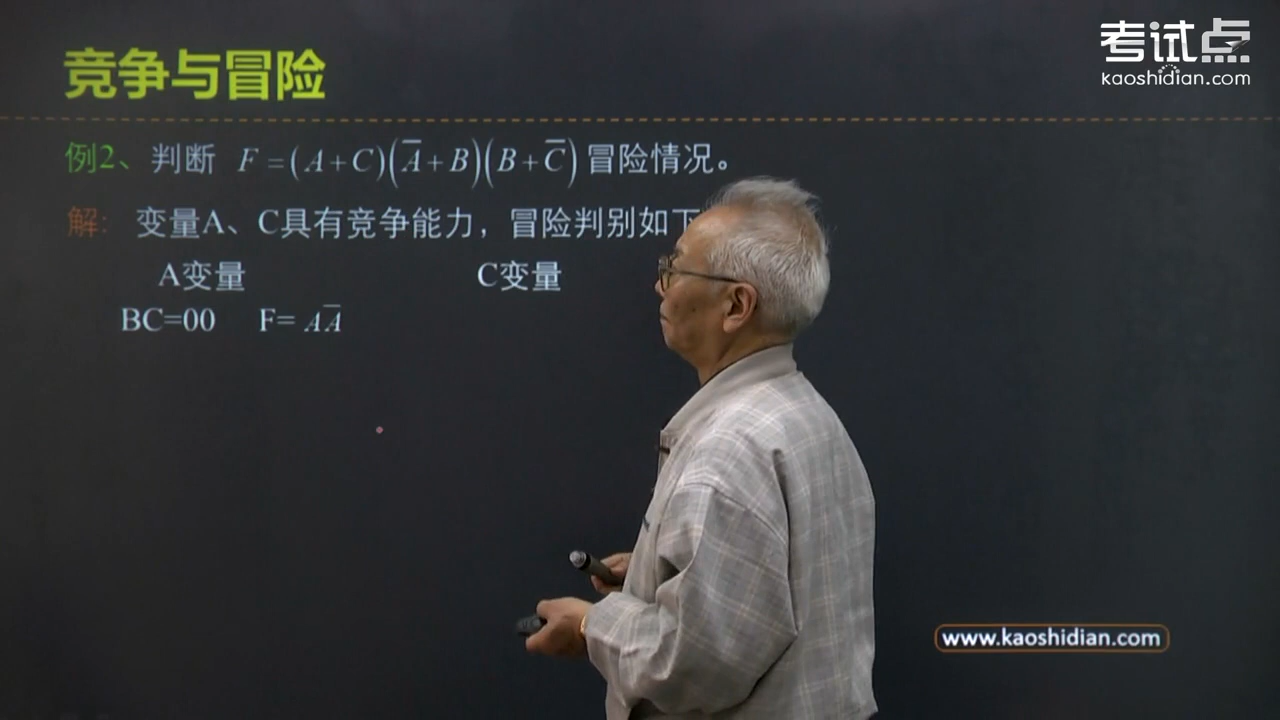 竞争与冒险
考试点
kaoshidian.com
例2、判断 F=(A+C)(A̅+B)(B+C̅)冒险情况。
解: 变量A、C具有竞争能力，冒险判别如下
A变量 C变量
BC=00 F= AA̅
www.kaoshidian.com